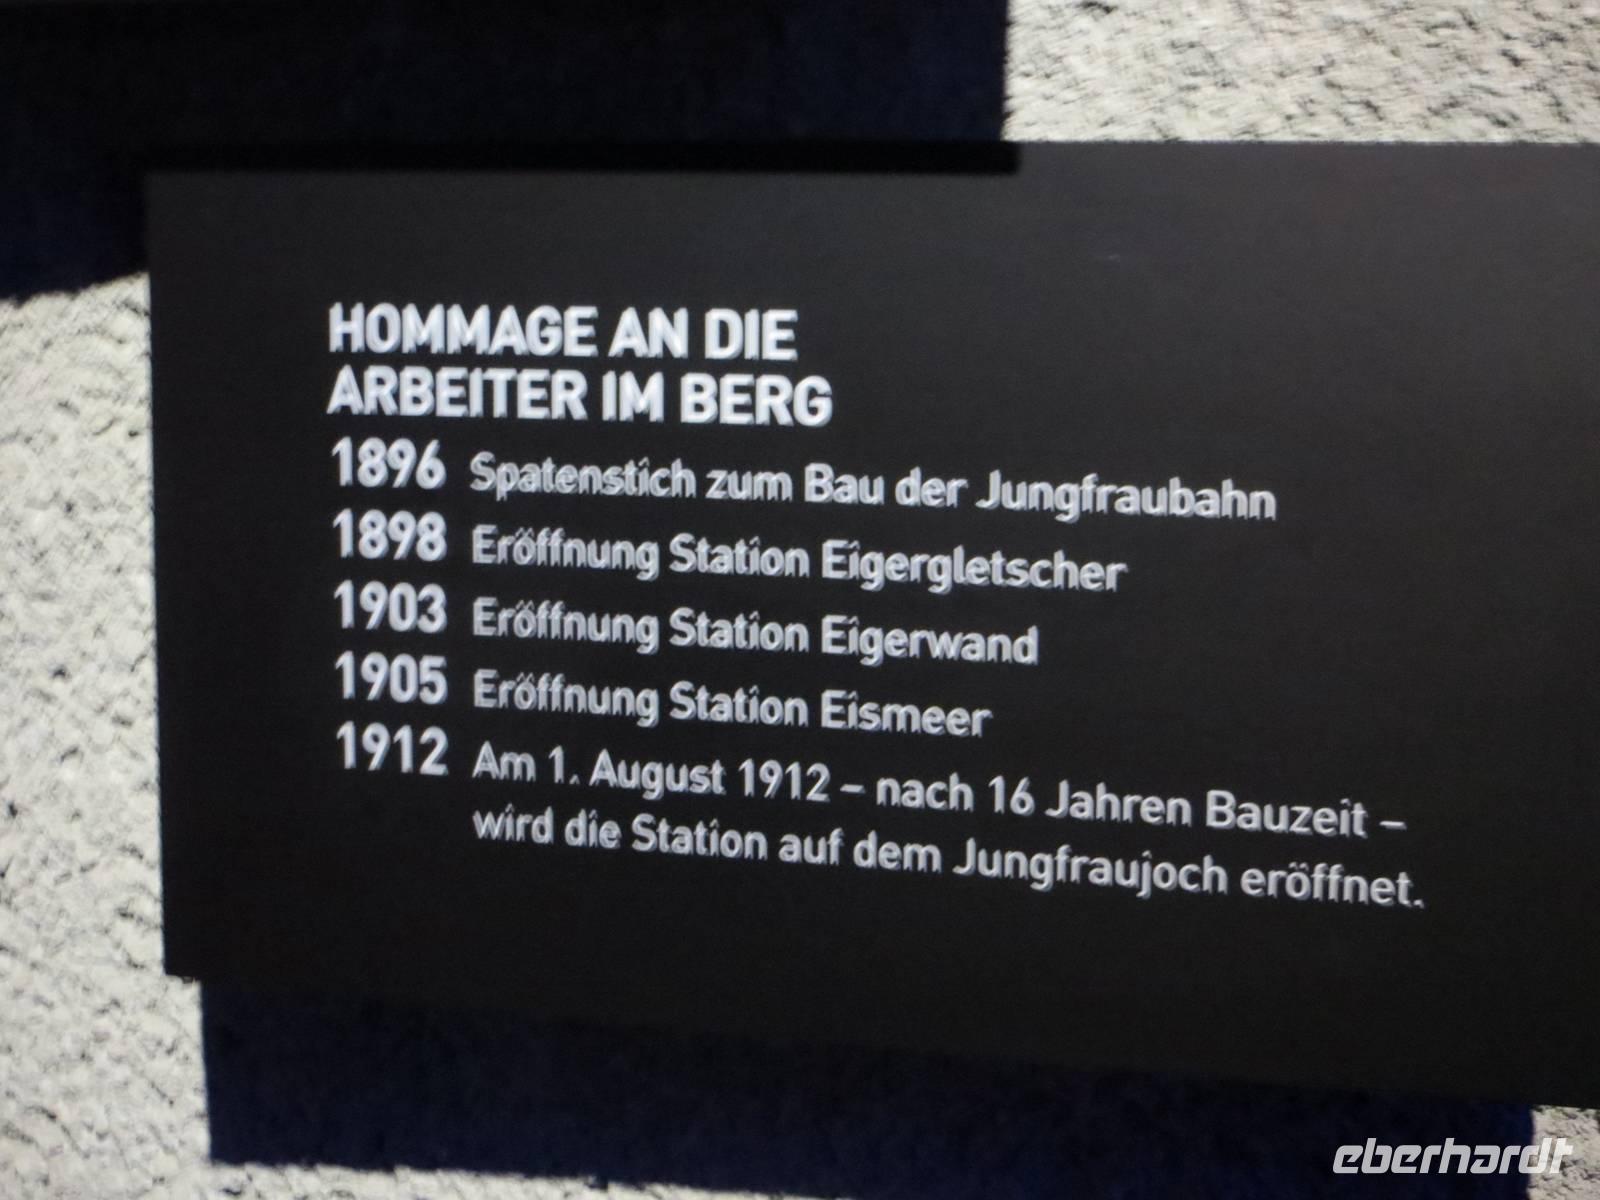 HOMMAGE AN DIE
ARBEITER IM BERG
1896 Spatenstich zum Bau der Jungfraubahn
1898 Eröffnung Station Eigergletscher
1903 Eröffnung Station Eigerwand
1905 Eröffnung Station Eismeer
1912 Am 1. August 1912 – nach 16 Jahren Bauzeit –
wird die Station auf dem Jungfraujoch eröffnet.
eberhardt